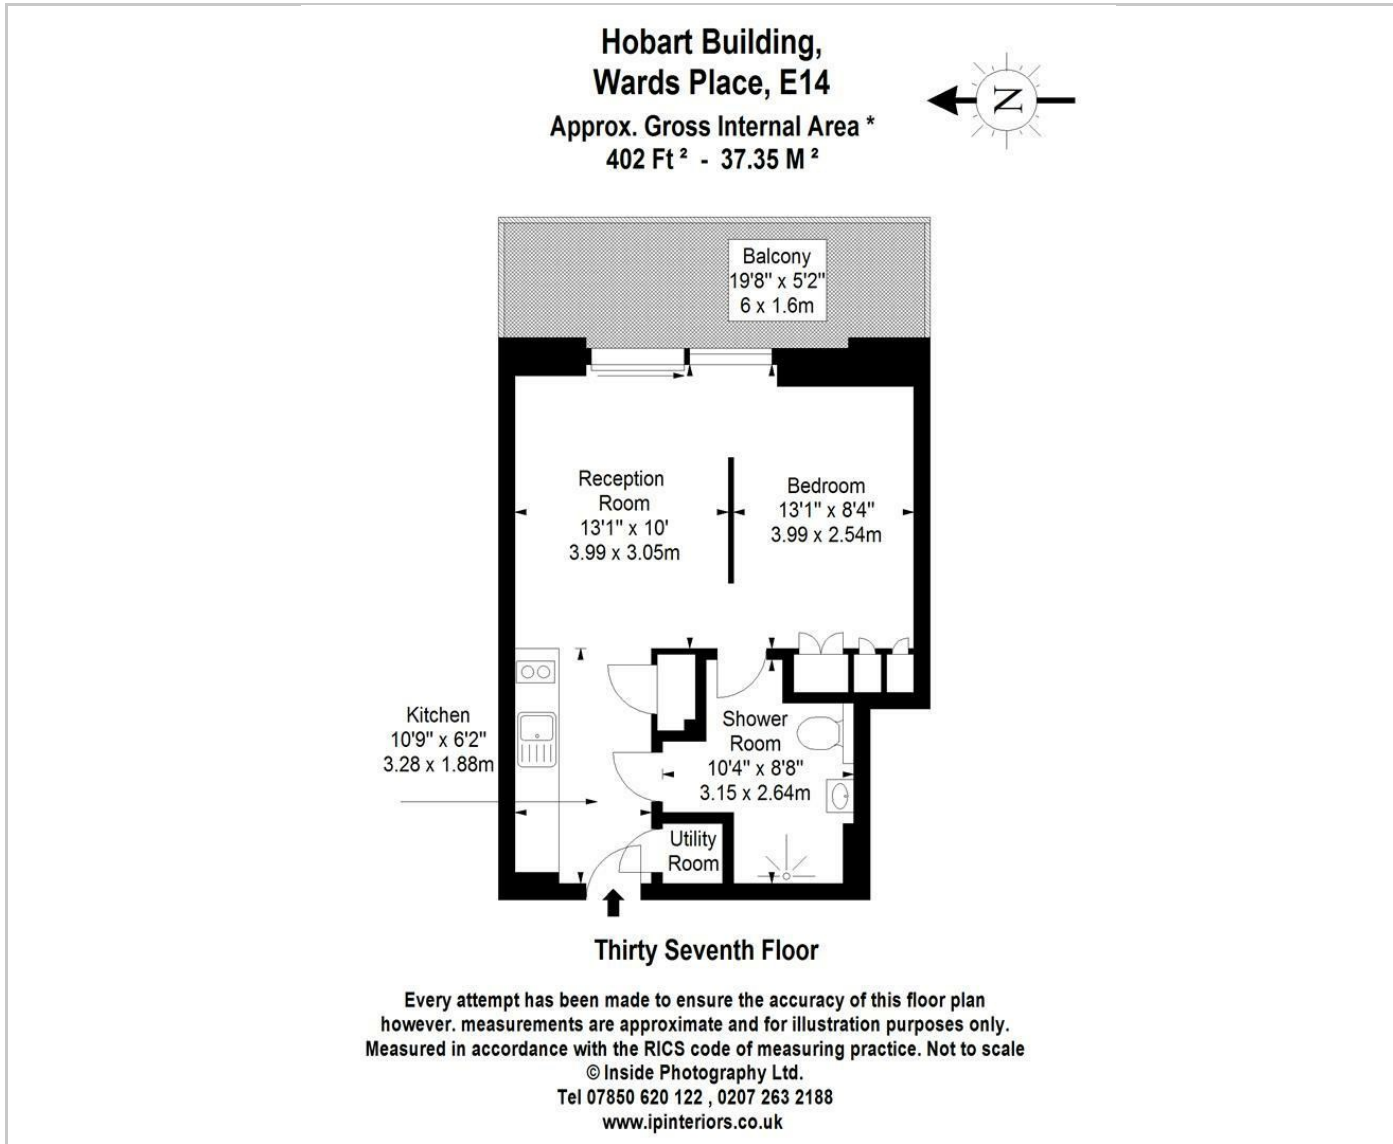 Hobart Building,
Wards Place, E14
Approx. Gross Internal Area *
402 Ft ² - 37.35 M ²
N
Balcony
19'8" x 5'2"
6 x 1.6m
Reception
Room
13'1" x 10'
3.99 x 3.05m
Bedroom
13'1" x 8'4"
3.99 x 2.54m
Kitchen
10'9" x 6'2"
3.28 x 1.88m
Shower
Room
10'4" x 8'8"
3.15 x 2.64m
Utility
Room
Thirty Seventh Floor
Every attempt has been made to ensure the accuracy of this floor plan
however. measurements are approximate and for illustration purposes only.
Measured in accordance with the RICS code of measuring practice. Not to scale
© Inside Photography Ltd.
Tel 07850 620 122 , 0207 263 2188
www.ipinteriors.co.uk